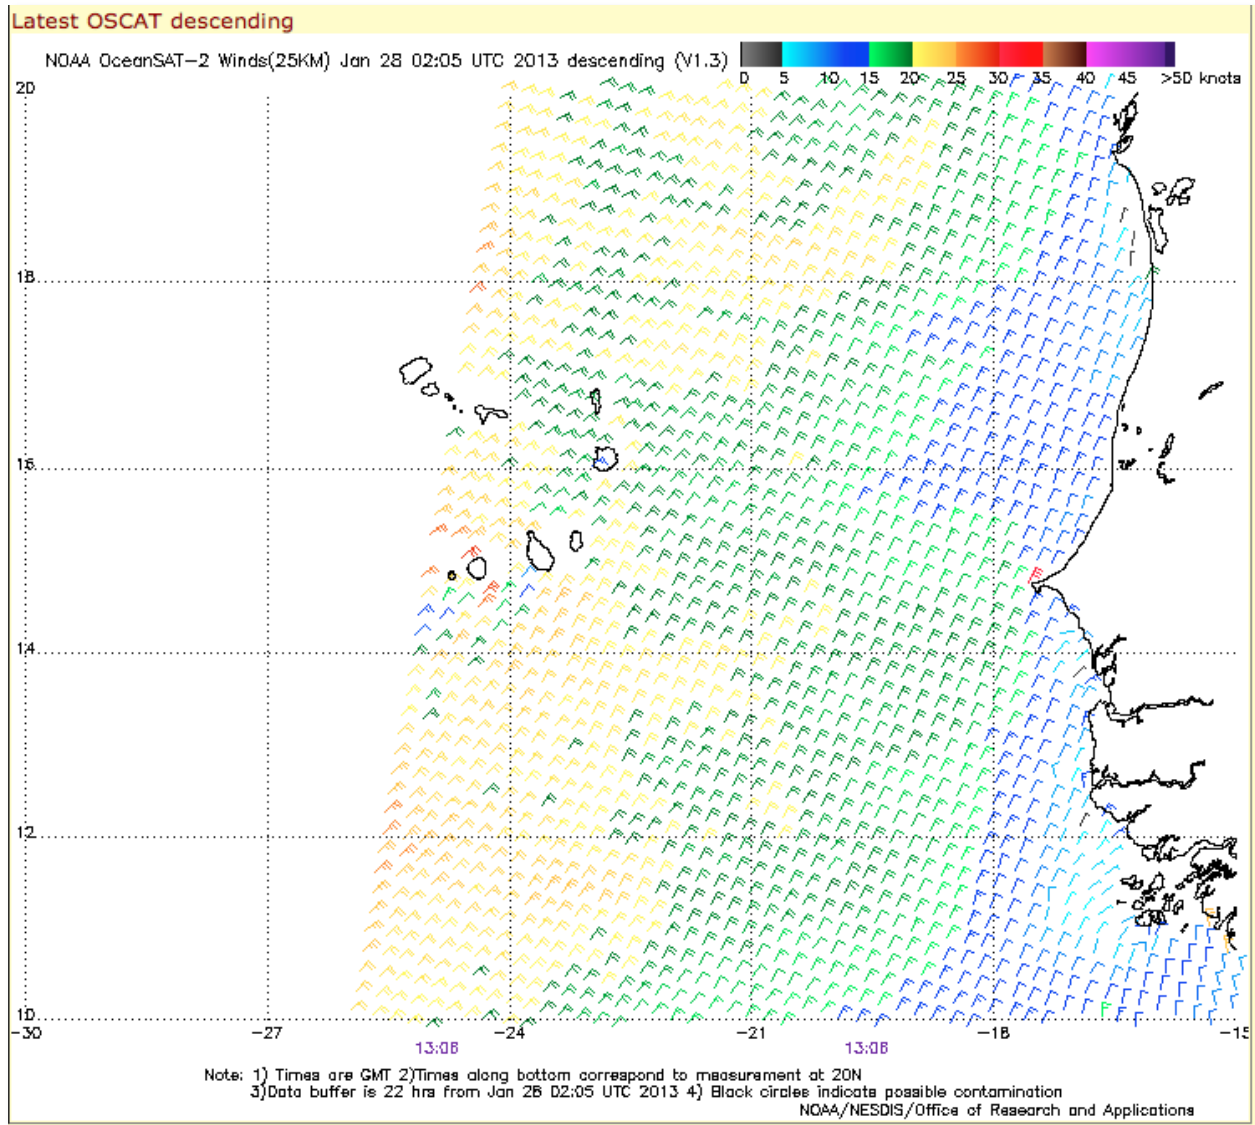 Latest OSCAT descending
NOAA OceanSAT-2 Winds(25KM) Jan 28 02:05 UTC 2013 descending (V1.3)
0 5 10 15 20 25 30 35 40 45 >50 knots
20
18
16
14
12
10
-30 -27 -24 -21 -18 -15
13:06 13:06
Note: 1) Times are GMT 2)Times along bottom correspond to measurement at 20N
3)Data buffer is 22 hrs from Jan 28 02:05 UTC 2013 4) Black circles indicate possible contamination
NOAA/NESDIS/Office of Research and Applications